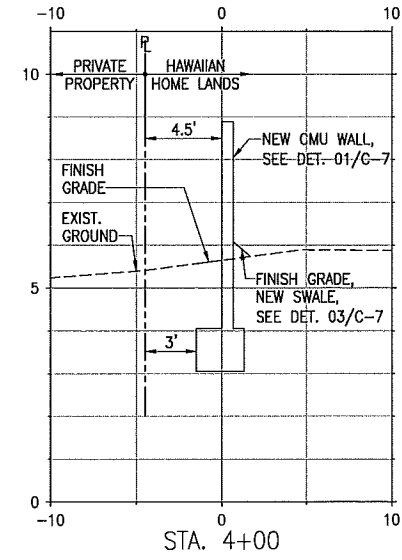 -10 0 10
PL
10
PRIVATE PROPERTY
HAWAIIAN HOME LANDS
4.5'
NEW CMU WALL,
SEE DET. 01/C-7
FINISH
GRADE
EXIST.
GROUND
5
FINISH GRADE,
NEW SWALE,
SEE DET. 03/C-7
3'
0
-10 0 10
STA. 4+00